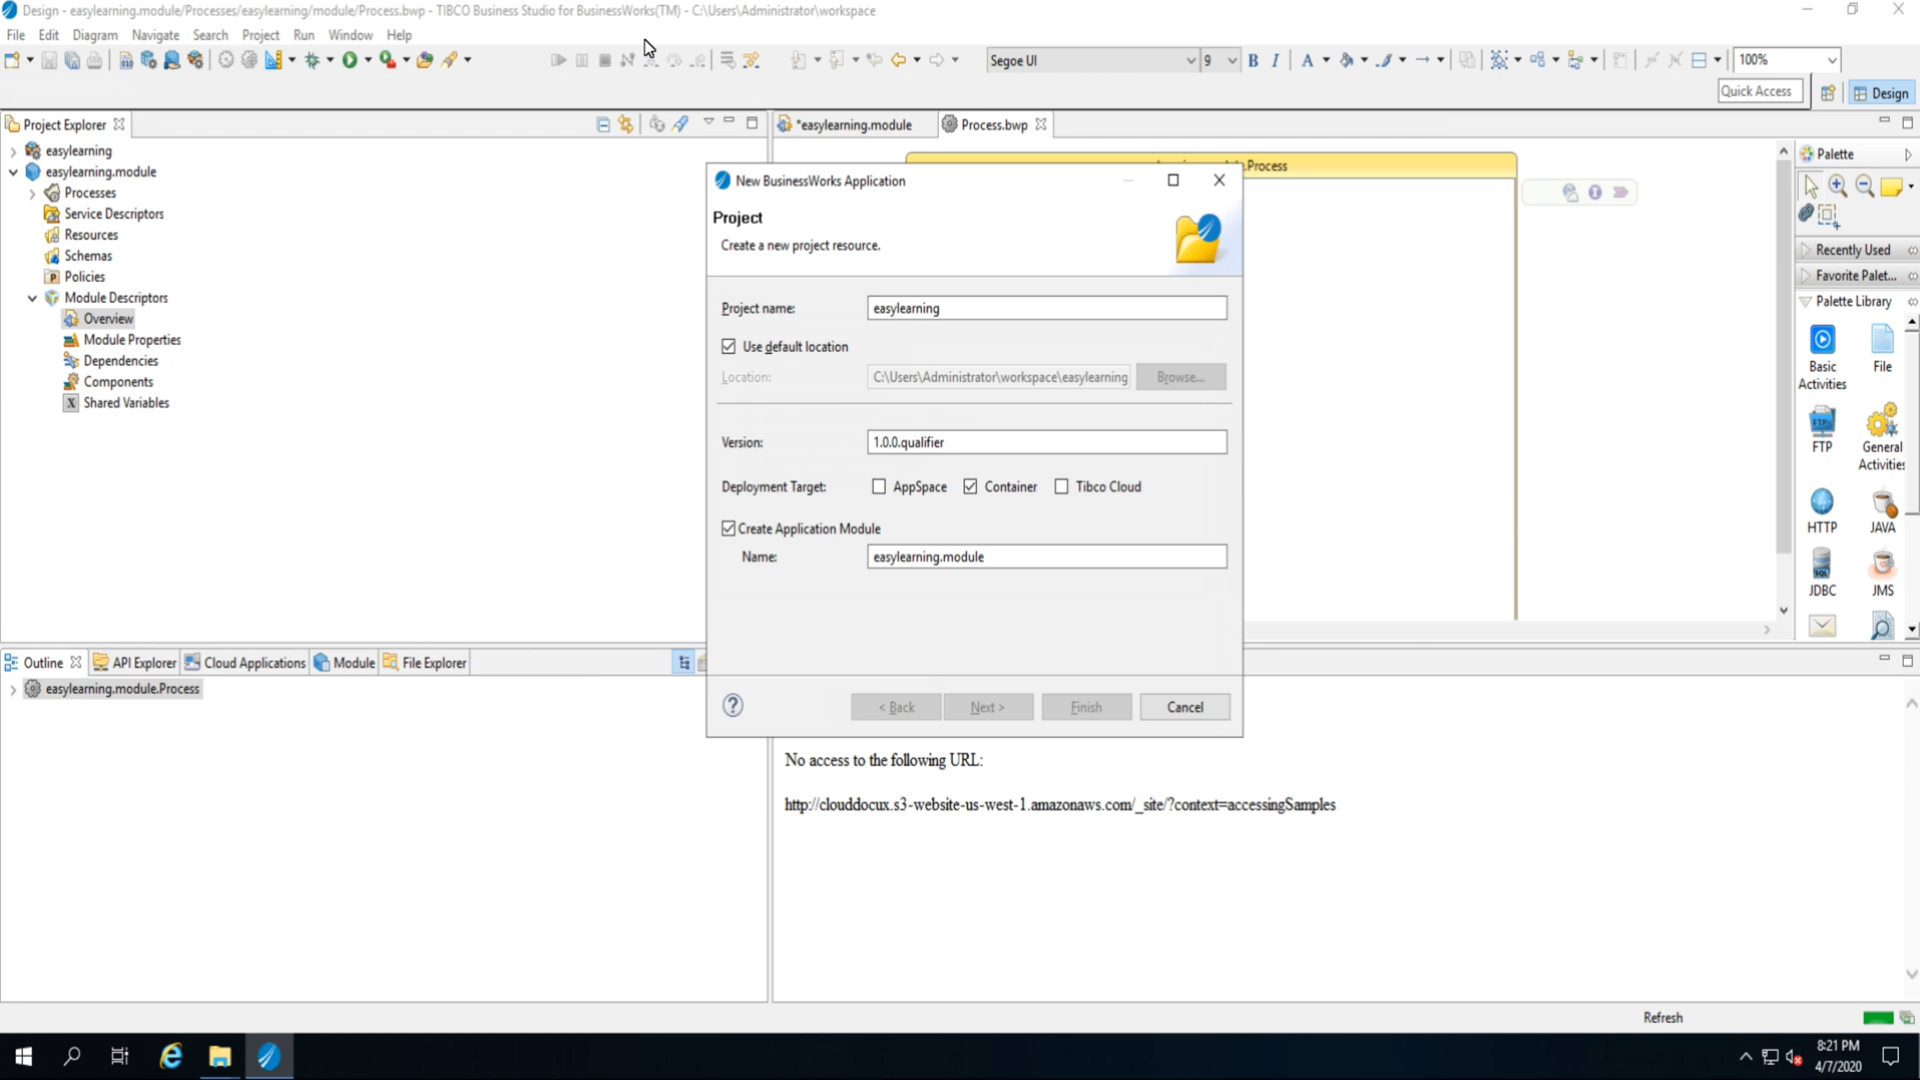 Design - easylearning.module/Processes/easylearning/module/Process.bwp - TIBCO Business Studio for BusinessWorks(TM) - C:\Users\Administrator\workspace
File Edit Diagram Navigate Search Project Run Window Help
Segoe UI 9 B I A 100%
Quick Access Design
Project Explorer
easylearning
easylearning.module
Processes
Service Descriptors
Resources
Schemas
Policies
Module Descriptors
Overview
Module Properties
Dependencies
Components
Shared Variables
*easylearning.module Process.bwp
.Process
New BusinessWorks Application
Project
Create a new project resource.
Project name: easylearning
Use default location
Location: C:\Users\Administrator\workspace\easylearning Browse...
Version: 1.0.0.qualifier
Deployment Target: AppSpace Container Tibco Cloud
Create Application Module
Name: easylearning.module
< Back Next > Finish Cancel
Palette
Recently Used
Favorite Palet...
Palette Library
Basic Activities
File
FTP
General Activities
HTTP
JAVA
JDBC
JMS
Outline API Explorer Cloud Applications Module File Explorer
easylearning.module.Process
No access to the following URL:
http://clouddocux.s3-website-us-west-1.amazonaws.com/_site/?context=accessingSamples
Refresh
8:21 PM
4/7/2020